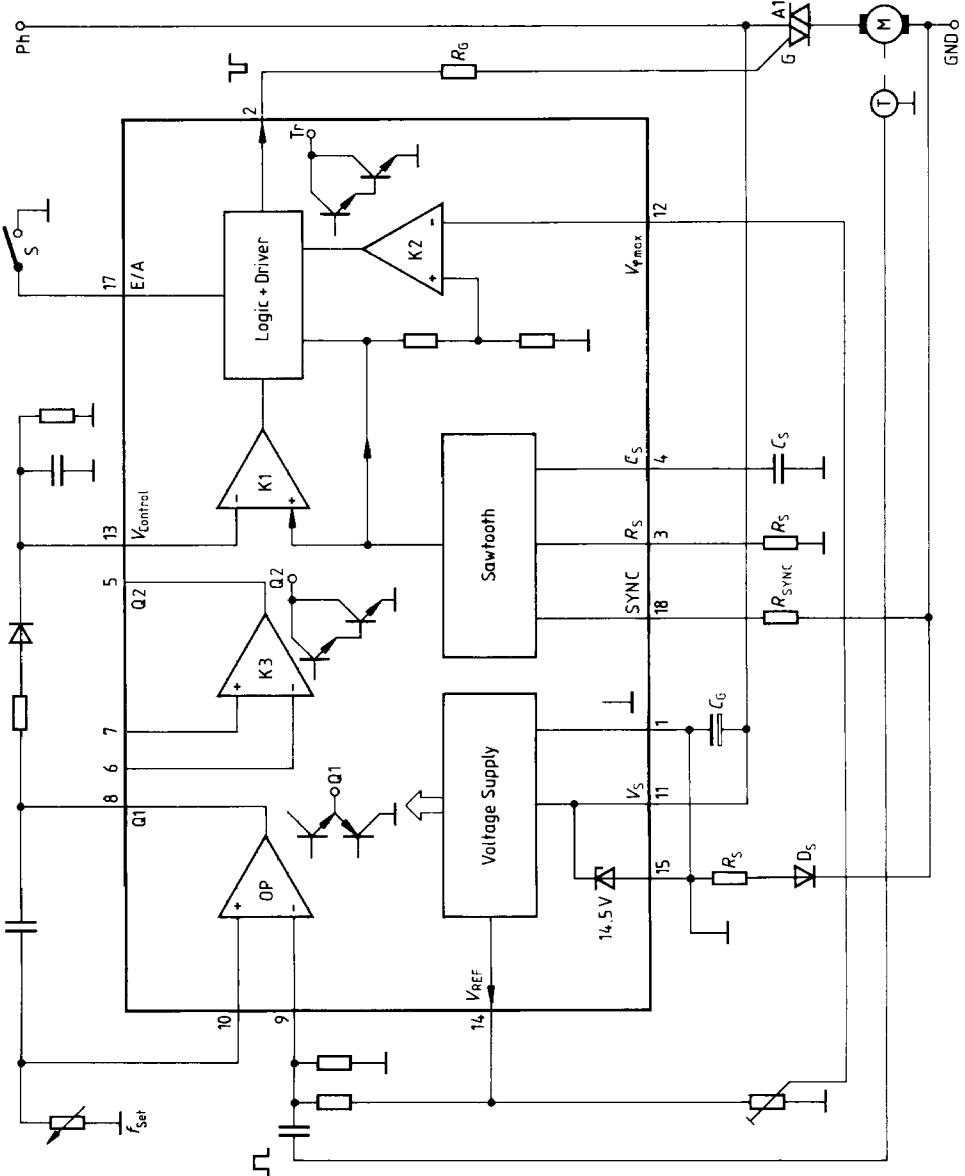 Ph
A1
G
M
GND
R_G
T
2
Tr
S
17
E/A
Logic + Driver
K2
12
V_φmax
K1
13
V_Control
5
Q2
Q2
K3
7
6
8
Q1
Q1
OP
10
9
Sawtooth
C_S
4
C_S
R_S
3
R_S
SYNC
18
R_SYNC
Voltage Supply
1
C_G
V_S
11
15
14.5 V
R_S
D_S
V_REF
14
f_Set
+
-
+
-
-
+
+
-